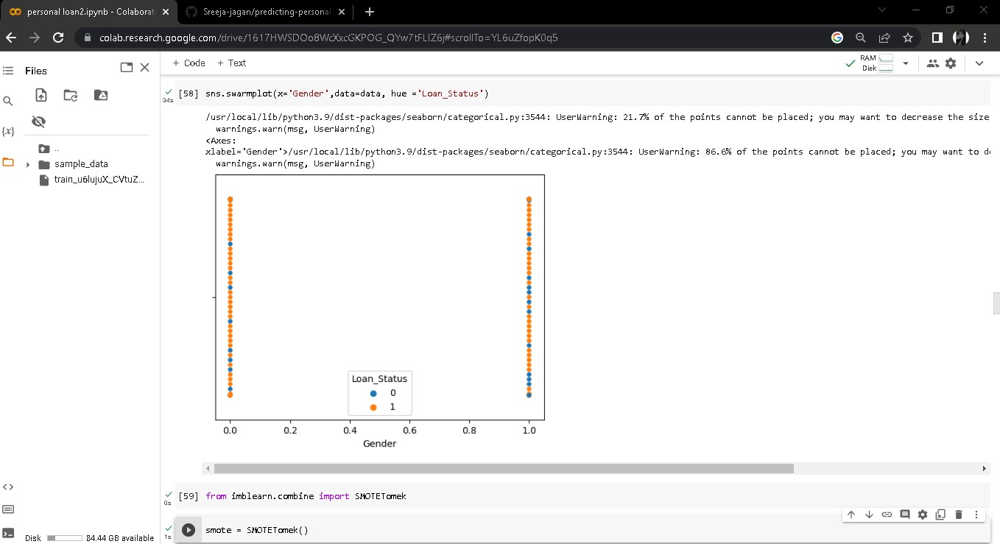 personal loan2.ipynb - Colaborat
Sreeja-jagan/predicting-personal
colab.research.google.com/drive/1617HWSDOo8WcXxcGKPOG_QYw7tFLIZ6j#scrollTo=YL6uZfopK0q5
Files
+ Code + Text
RAM
Disk
{x}
..
sample_data
train_u6lujuX_CVtuZ...
34s
[58] sns.swarmplot(x='Gender',data=data, hue ='Loan_Status')
/usr/local/lib/python3.9/dist-packages/seaborn/categorical.py:3544: UserWarning: 21.7% of the points cannot be placed; you may want to decrease the size
warnings.warn(msg, UserWarning)
<Axes:
xlabel='Gender'>/usr/local/lib/python3.9/dist-packages/seaborn/categorical.py:3544: UserWarning: 86.6% of the points cannot be placed; you may want to de
warnings.warn(msg, UserWarning)
Loan_Status
0
1
0.0 0.2 0.4 0.6 0.8 1.0
Gender
0s
[59] from imblearn.combine import SMOTETomek
1s
smote = SMOTETomek()
Disk 84.44 GB available